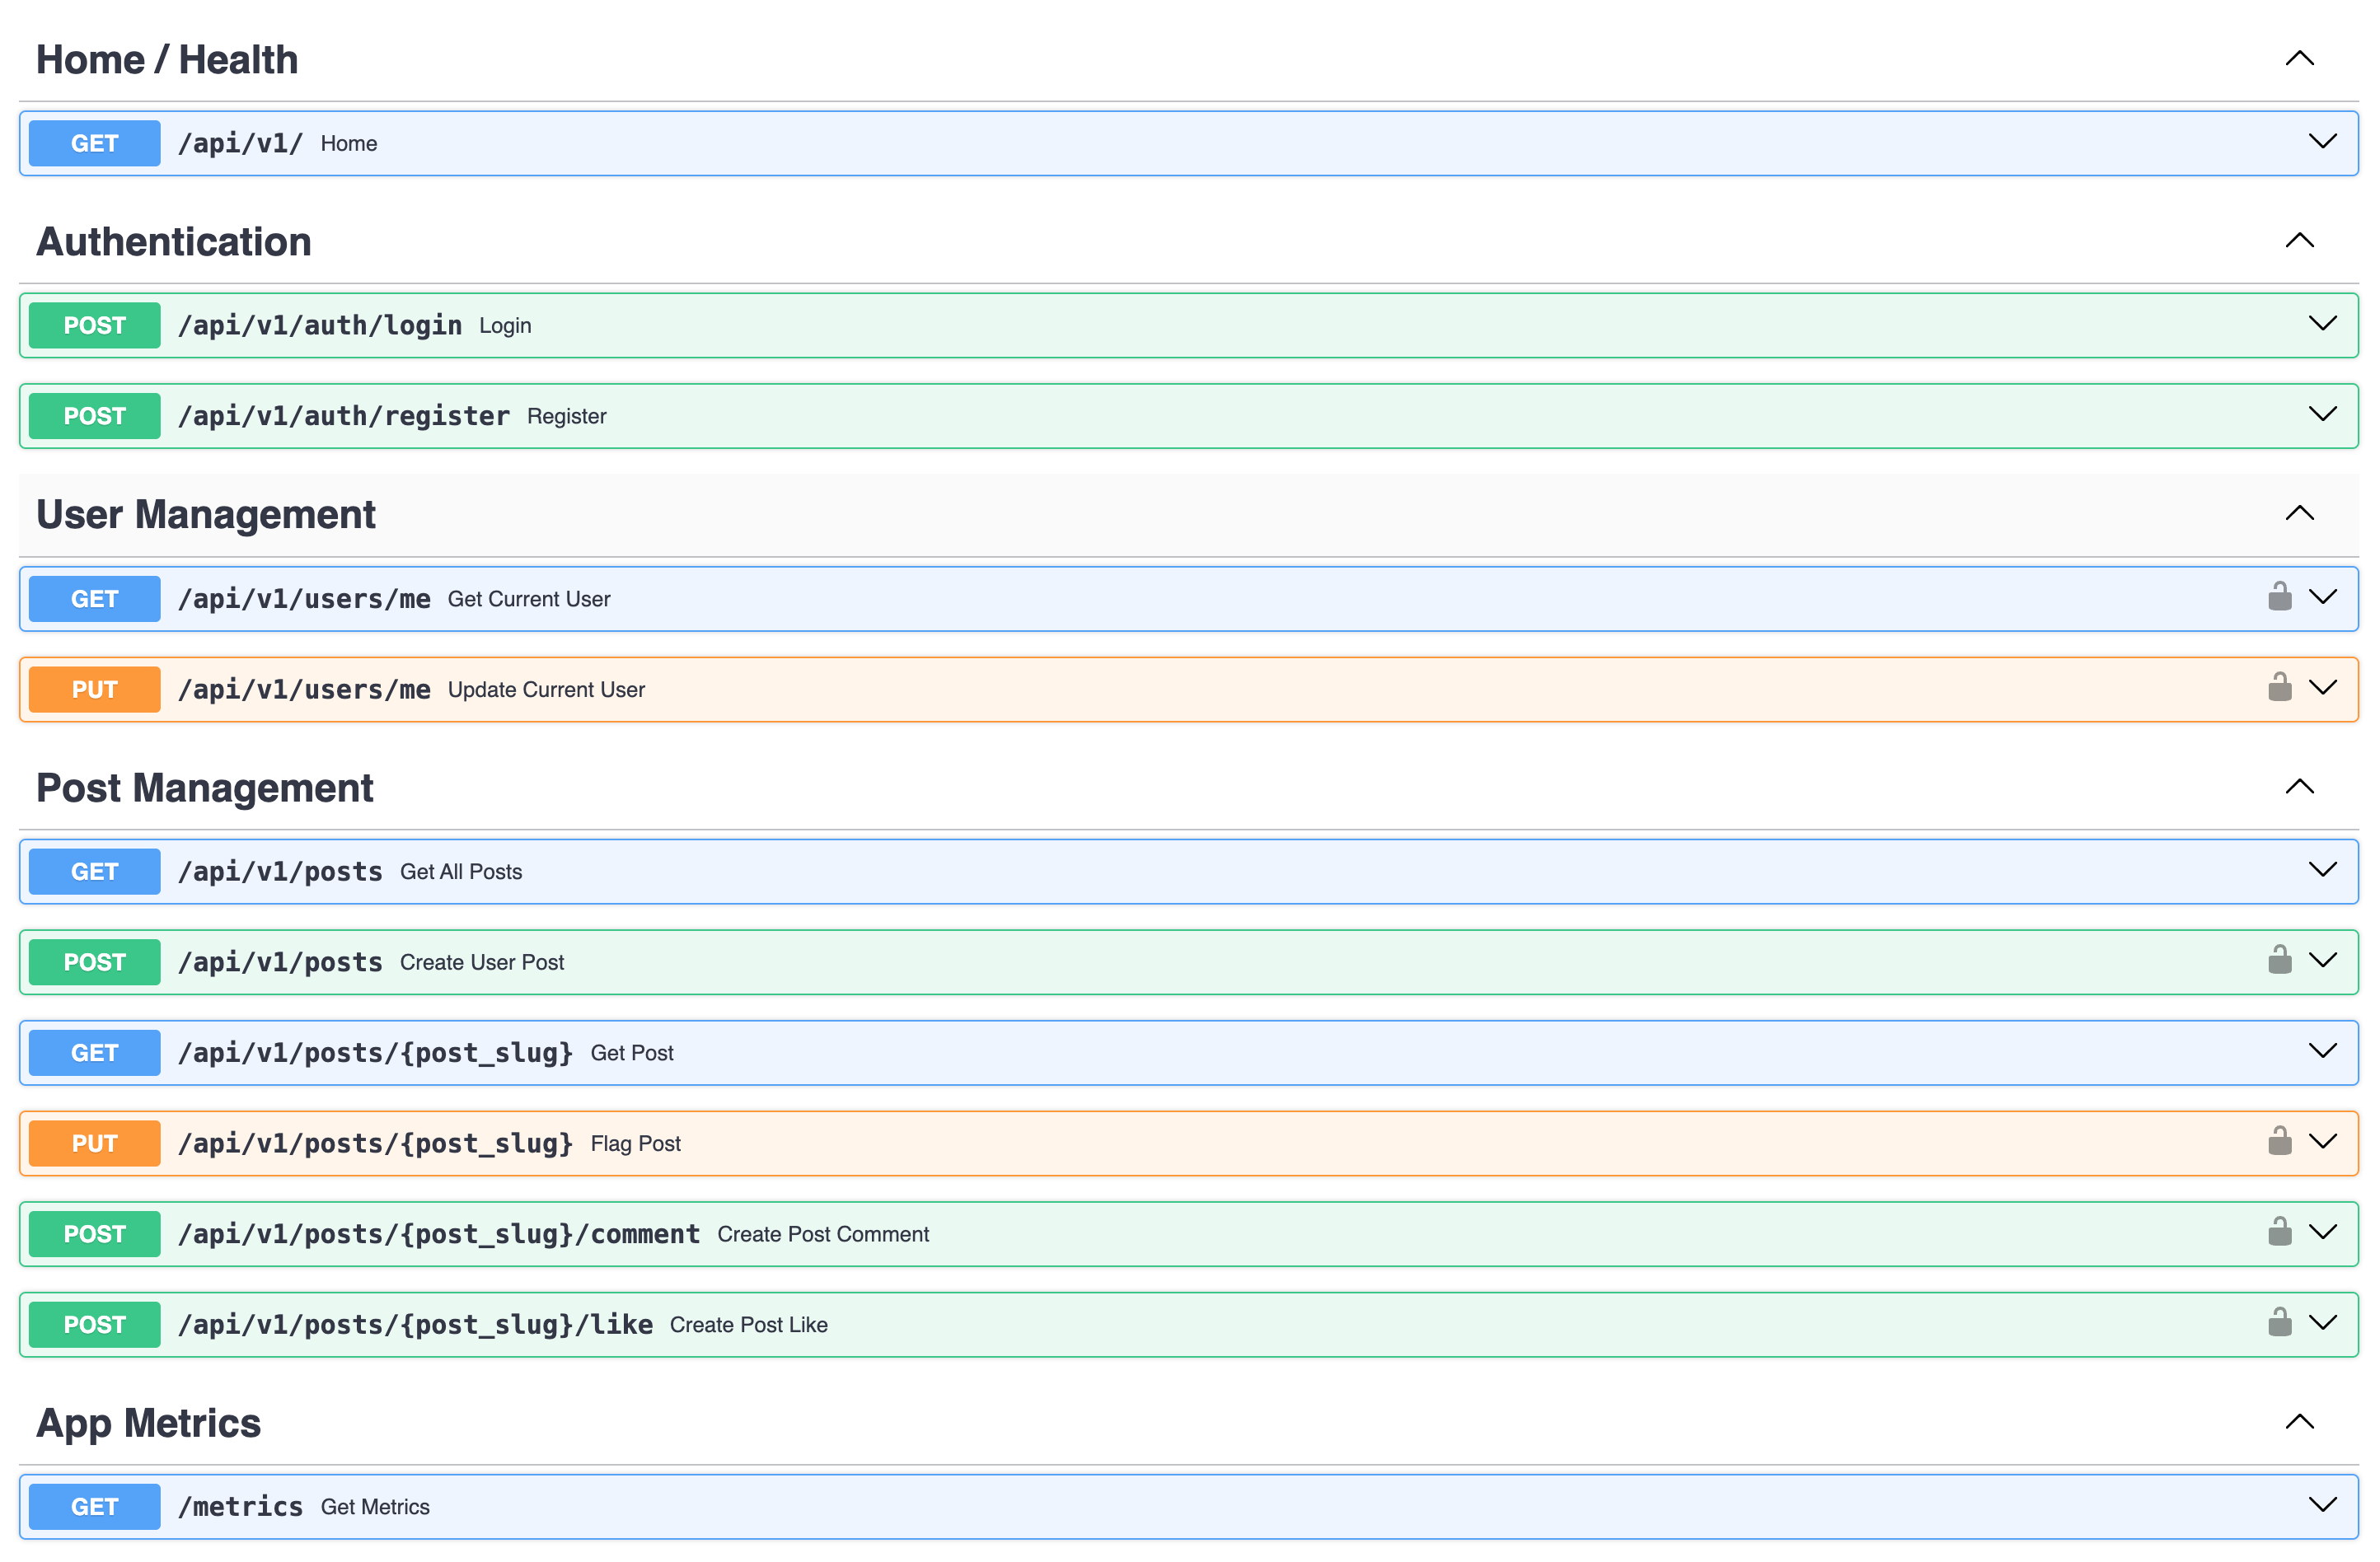 Home / Health
GET /api/v1/ Home
Authentication
POST /api/v1/auth/login Login
POST /api/v1/auth/register Register
User Management
GET /api/v1/users/me Get Current User
PUT /api/v1/users/me Update Current User
Post Management
GET /api/v1/posts Get All Posts
POST /api/v1/posts Create User Post
GET /api/v1/posts/{post_slug} Get Post
PUT /api/v1/posts/{post_slug} Flag Post
POST /api/v1/posts/{post_slug}/comment Create Post Comment
POST /api/v1/posts/{post_slug}/like Create Post Like
App Metrics
GET /metrics Get Metrics